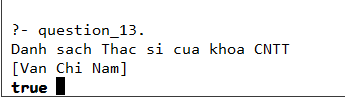 ?- question_13.
Danh sach Thac si cua khoa CNTT
[Van Chi Nam]
true